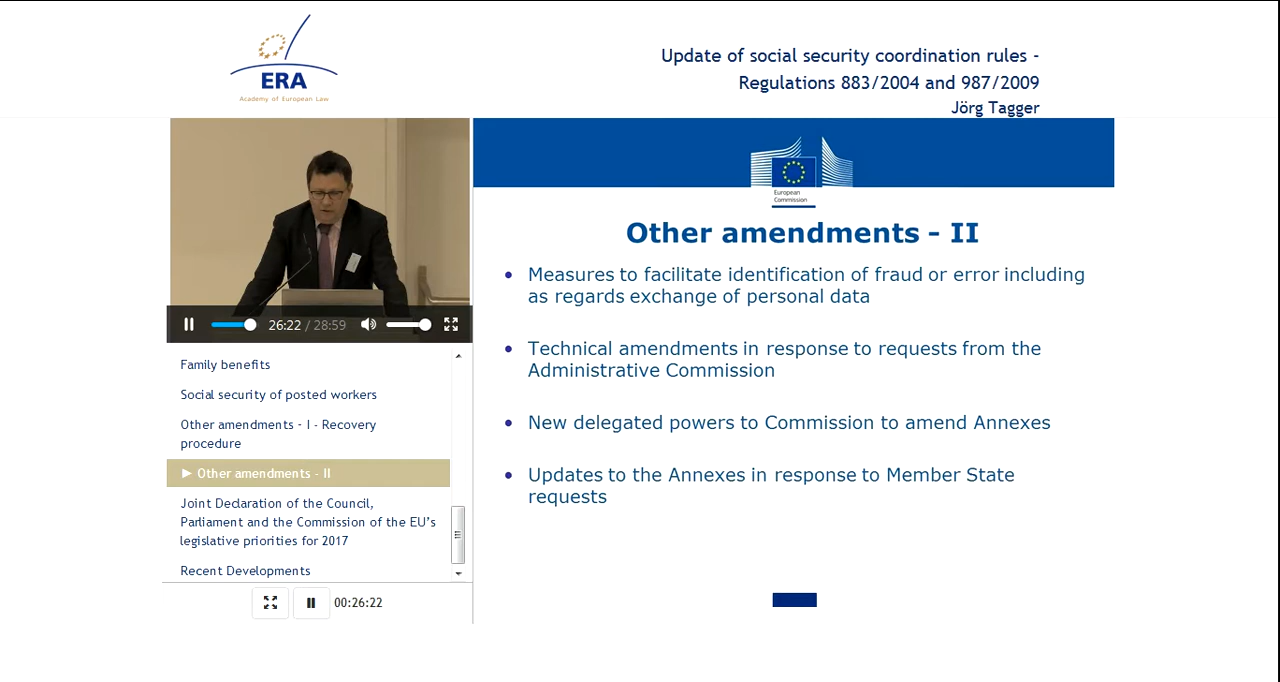 ERA
Academy of European Law
Update of social security coordination rules -
Regulations 883/2004 and 987/2009
Jörg Tagger
26:22 / 28:59
Family benefits
Social security of posted workers
Other amendments - I - Recovery
procedure
► Other amendments - II
Joint Declaration of the Council,
Parliament and the Commission of the EU’s
legislative priorities for 2017
Recent Developments
00:26:22
European
Commission
Other amendments - II
• Measures to facilitate identification of fraud or error including
as regards exchange of personal data
• Technical amendments in response to requests from the
Administrative Commission
• New delegated powers to Commission to amend Annexes
• Updates to the Annexes in response to Member State
requests